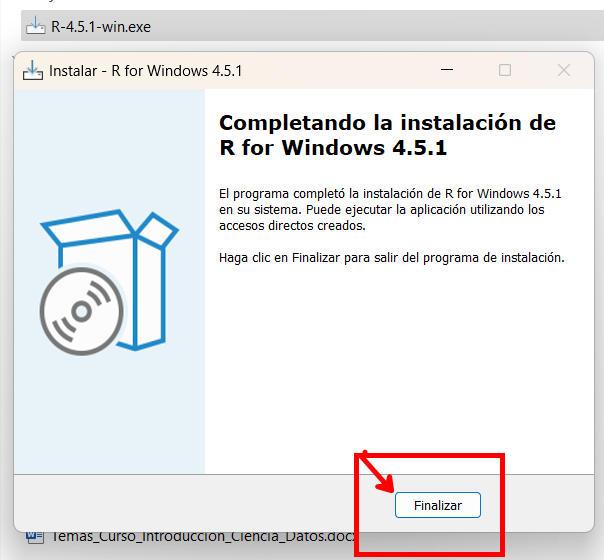 R-4.5.1-win.exe
Instalar - R for Windows 4.5.1
Completando la instalación de
R for Windows 4.5.1
El programa completó la instalación de R for Windows 4.5.1
en su sistema. Puede ejecutar la aplicación utilizando los
accesos directos creados.
Haga clic en Finalizar para salir del programa de instalación.
Finalizar
Temas_Curso_Introduccion_Ciencia_Datos.docx